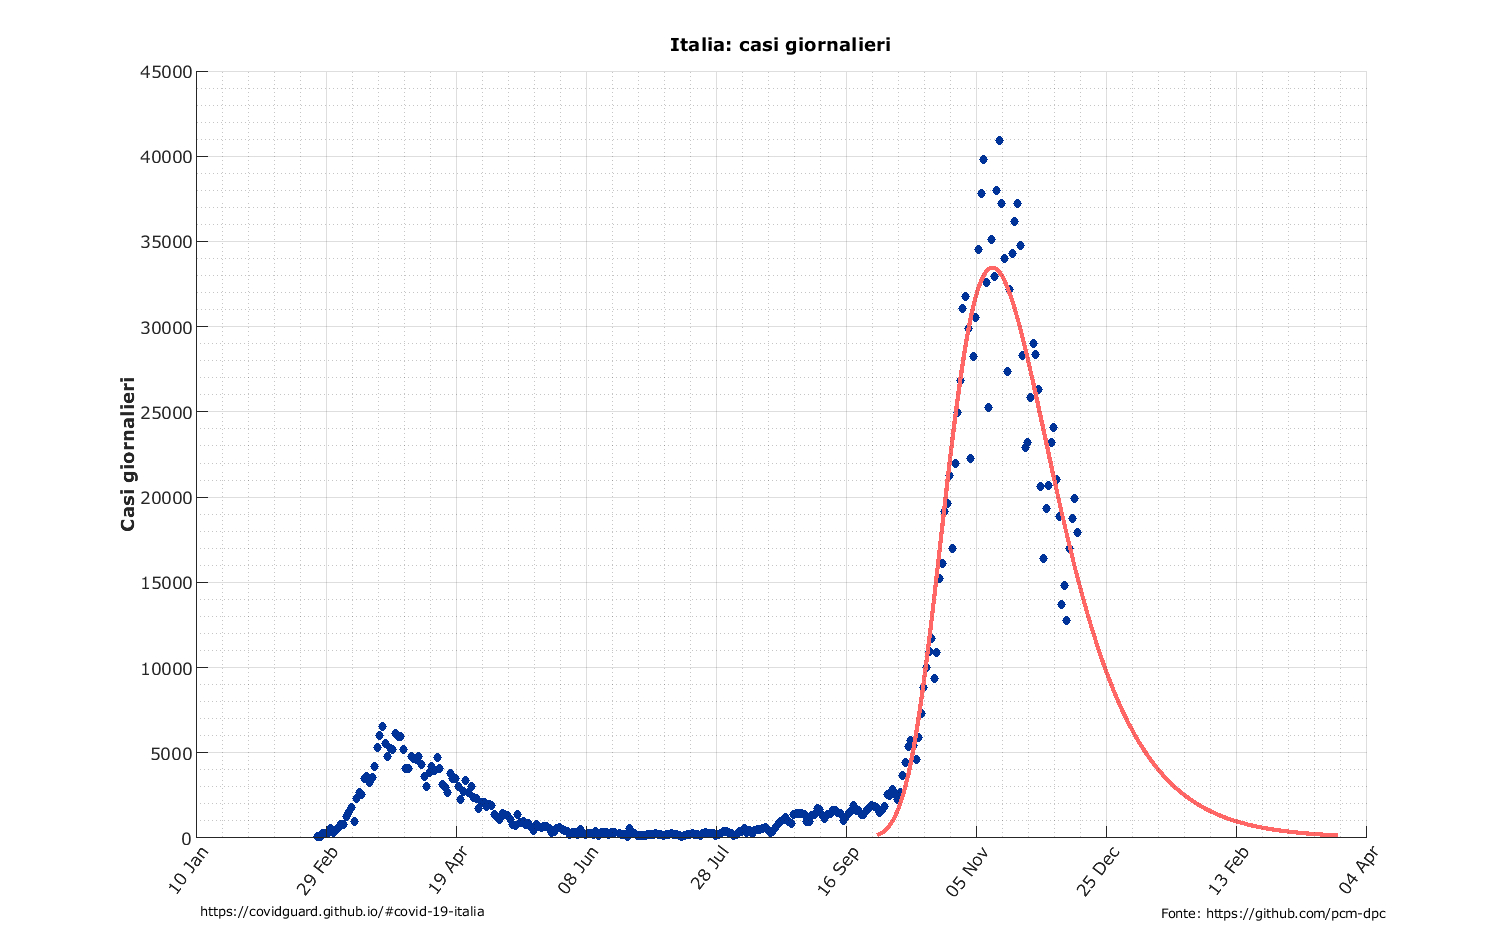 Italia: casi giornalieri
Casi giornalieri
45000
40000
35000
30000
25000
20000
15000
10000
5000
0
10 Jan
29 Feb
19 Apr
08 Jun
28 Jul
16 Sep
05 Nov
25 Dec
13 Feb
04 Apr
https://covidguard.github.io/#covid-19-italia
Fonte: https://github.com/pcm-dpc